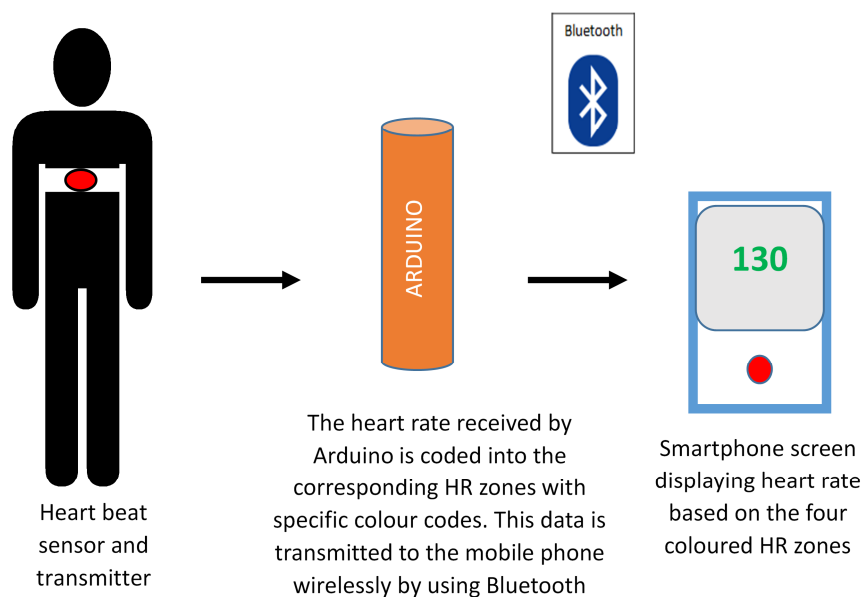 Bluetooth
ARDUINO
130
Heart beat
sensor and
transmitter
The heart rate received by
Arduino is coded into the
corresponding HR zones with
specific colour codes. This data is
transmitted to the mobile phone
wirelessly by using Bluetooth
Smartphone screen
displaying heart rate
based on the four
coloured HR zones